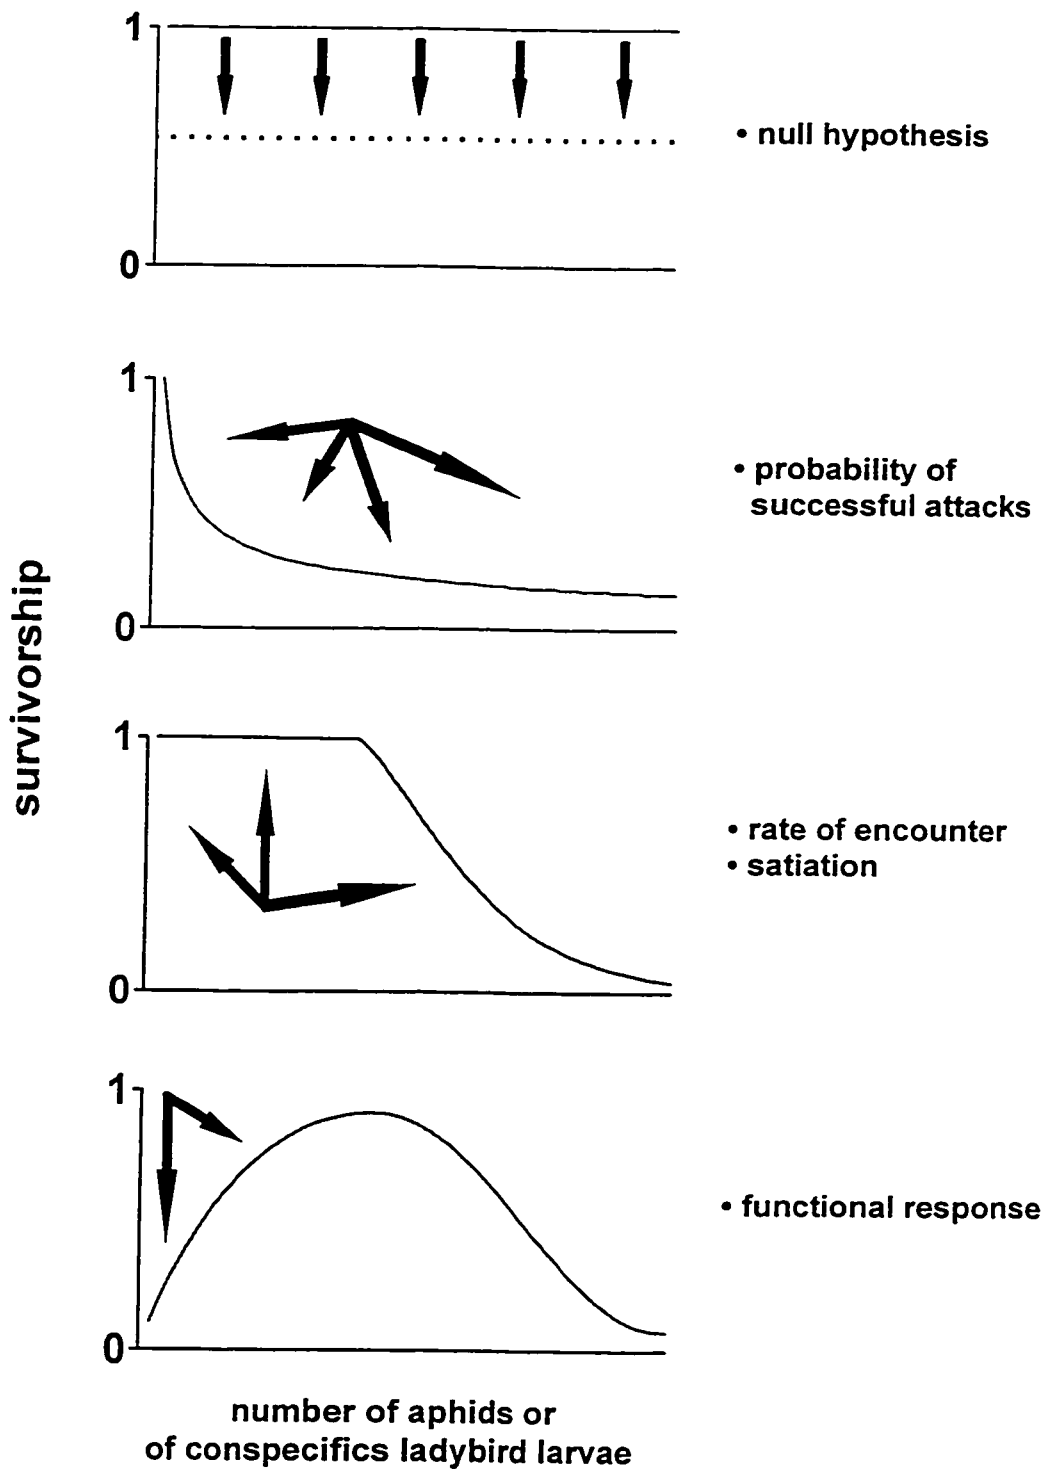 survivorship
1
0
• null hypothesis
1
0
• probability of
successful attacks
1
0
• rate of encounter
• satiation
1
0
• functional response
number of aphids or
of conspecifics ladybird larvae